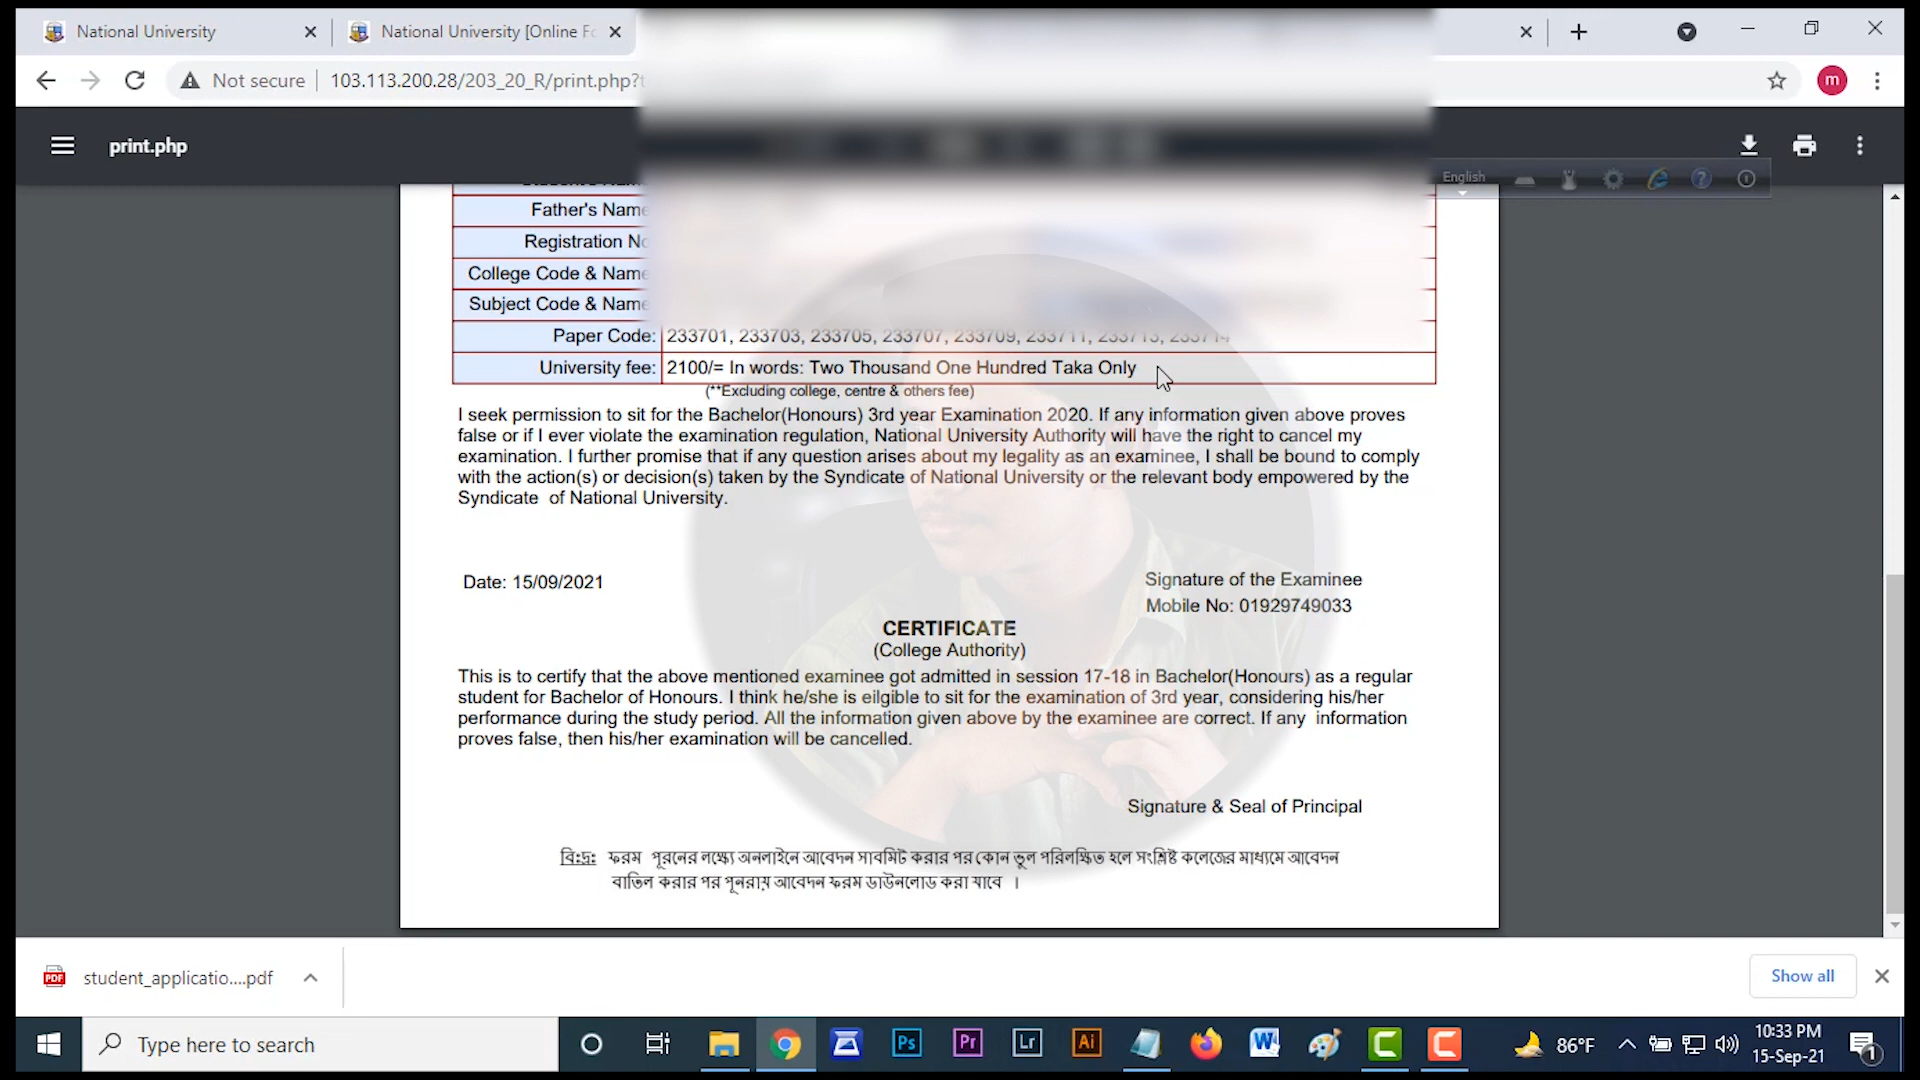 National University
National University [Online Fo
Not secure
103.113.200.28/203_20_R/print.php?t
print.php
English
Father's Name
Registration No
College Code & Name
Subject Code & Name
Paper Code: 233701, 233703, 233705, 233707, 233709, 233711, 233713, 233714
University fee: 2100/= In words: Two Thousand One Hundred Taka Only
(**Excluding college, centre & others fee)
I seek permission to sit for the Bachelor(Honours) 3rd year Examination 2020. If any information given above proves
false or if I ever violate the examination regulation, National University Authority will have the right to cancel my
examination. I further promise that if any question arises about my legality as an examinee, I shall be bound to comply
with the action(s) or decision(s) taken by the Syndicate of National University or the relevant body empowered by the
Syndicate of National University.
Date: 15/09/2021
Signature of the Examinee
Mobile No: 01929749033
CERTIFICATE
(College Authority)
This is to certify that the above mentioned examinee got admitted in session 17-18 in Bachelor(Honours) as a regular
student for Bachelor of Honours. I think he/she is eilgible to sit for the examination of 3rd year, considering his/her
performance during the study period. All the information given above by the examinee are correct. If any information
proves false, then his/her examination will be cancelled.
Signature & Seal of Principal
বি:দ্র: ফরম পূরনের লক্ষ্যে অনলাইনে আবেদন সাবমিট করার পর কোন ভুল পরিলক্ষিত হলে সংশ্লিষ্ট কলেজের মাধ্যমে আবেদন
বাতিল করার পর পূনরায় আবেদন ফরম ডাউনলোড করা যাবে ।
student_applicatio....pdf
Show all
Type here to search
86°F
10:33 PM
15-Sep-21